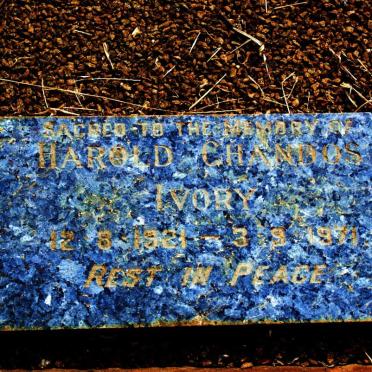 Sacred to the Memory of
Harold Chandos
Ivory
12 8 1921 – 3 9 1971
Rest in Peace